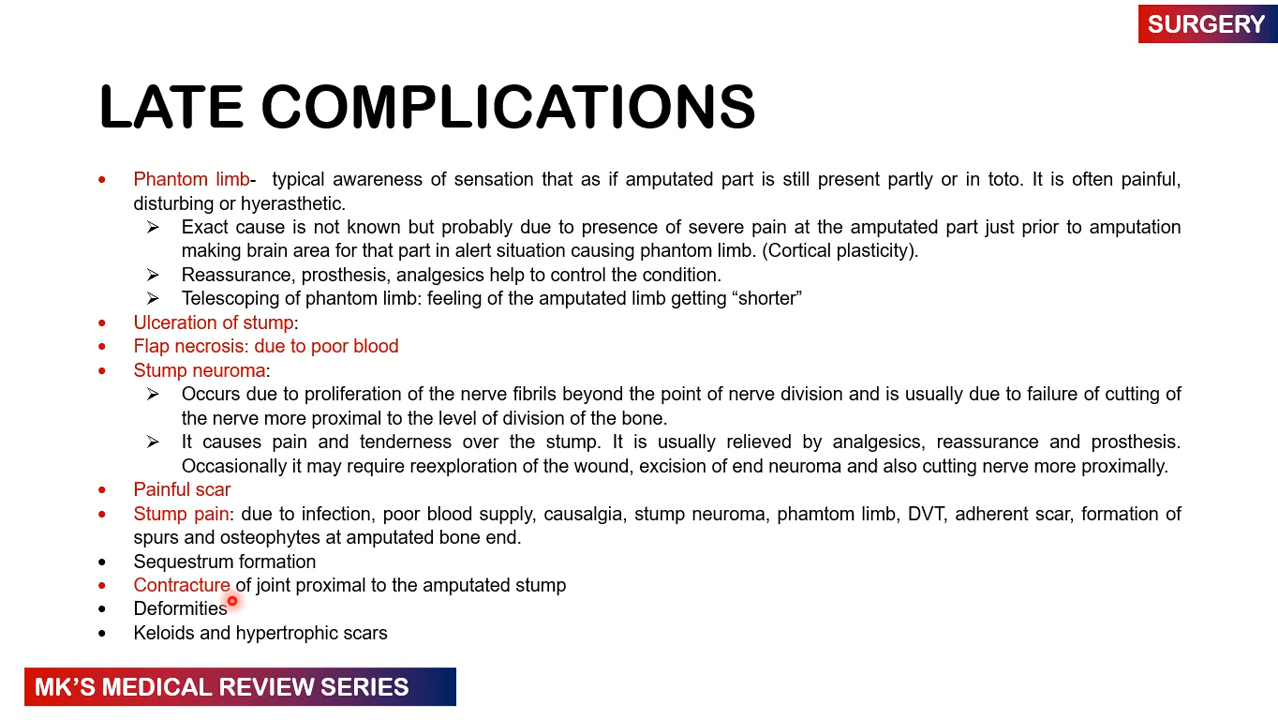 SURGERY
LATE COMPLICATIONS
• Phantom limb- typical awareness of sensation that as if amputated part is still present partly or in toto. It is often painful,
disturbing or hyerasthetic.
➢ Exact cause is not known but probably due to presence of severe pain at the amputated part just prior to amputation
making brain area for that part in alert situation causing phantom limb. (Cortical plasticity).
➢ Reassurance, prosthesis, analgesics help to control the condition.
➢ Telescoping of phantom limb: feeling of the amputated limb getting “shorter”
• Ulceration of stump:
• Flap necrosis: due to poor blood
• Stump neuroma:
➢ Occurs due to proliferation of the nerve fibrils beyond the point of nerve division and is usually due to failure of cutting of
the nerve more proximal to the level of division of the bone.
➢ It causes pain and tenderness over the stump. It is usually relieved by analgesics, reassurance and prosthesis.
Occasionally it may require reexploration of the wound, excision of end neuroma and also cutting nerve more proximally.
• Painful scar
• Stump pain: due to infection, poor blood supply, causalgia, stump neuroma, phamtom limb, DVT, adherent scar, formation of
spurs and osteophytes at amputated bone end.
• Sequestrum formation
• Contracture of joint proximal to the amputated stump
• Deformities
• Keloids and hypertrophic scars
MK’S MEDICAL REVIEW SERIES